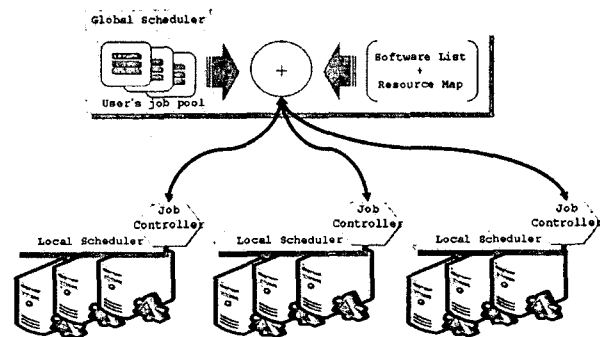 Global Scheduler
User's job pool
+
Software List
+
Resource Map
Job
Controller
Local Scheduler
Job
Controller
Local Scheduler
Job
Controller
Local Scheduler